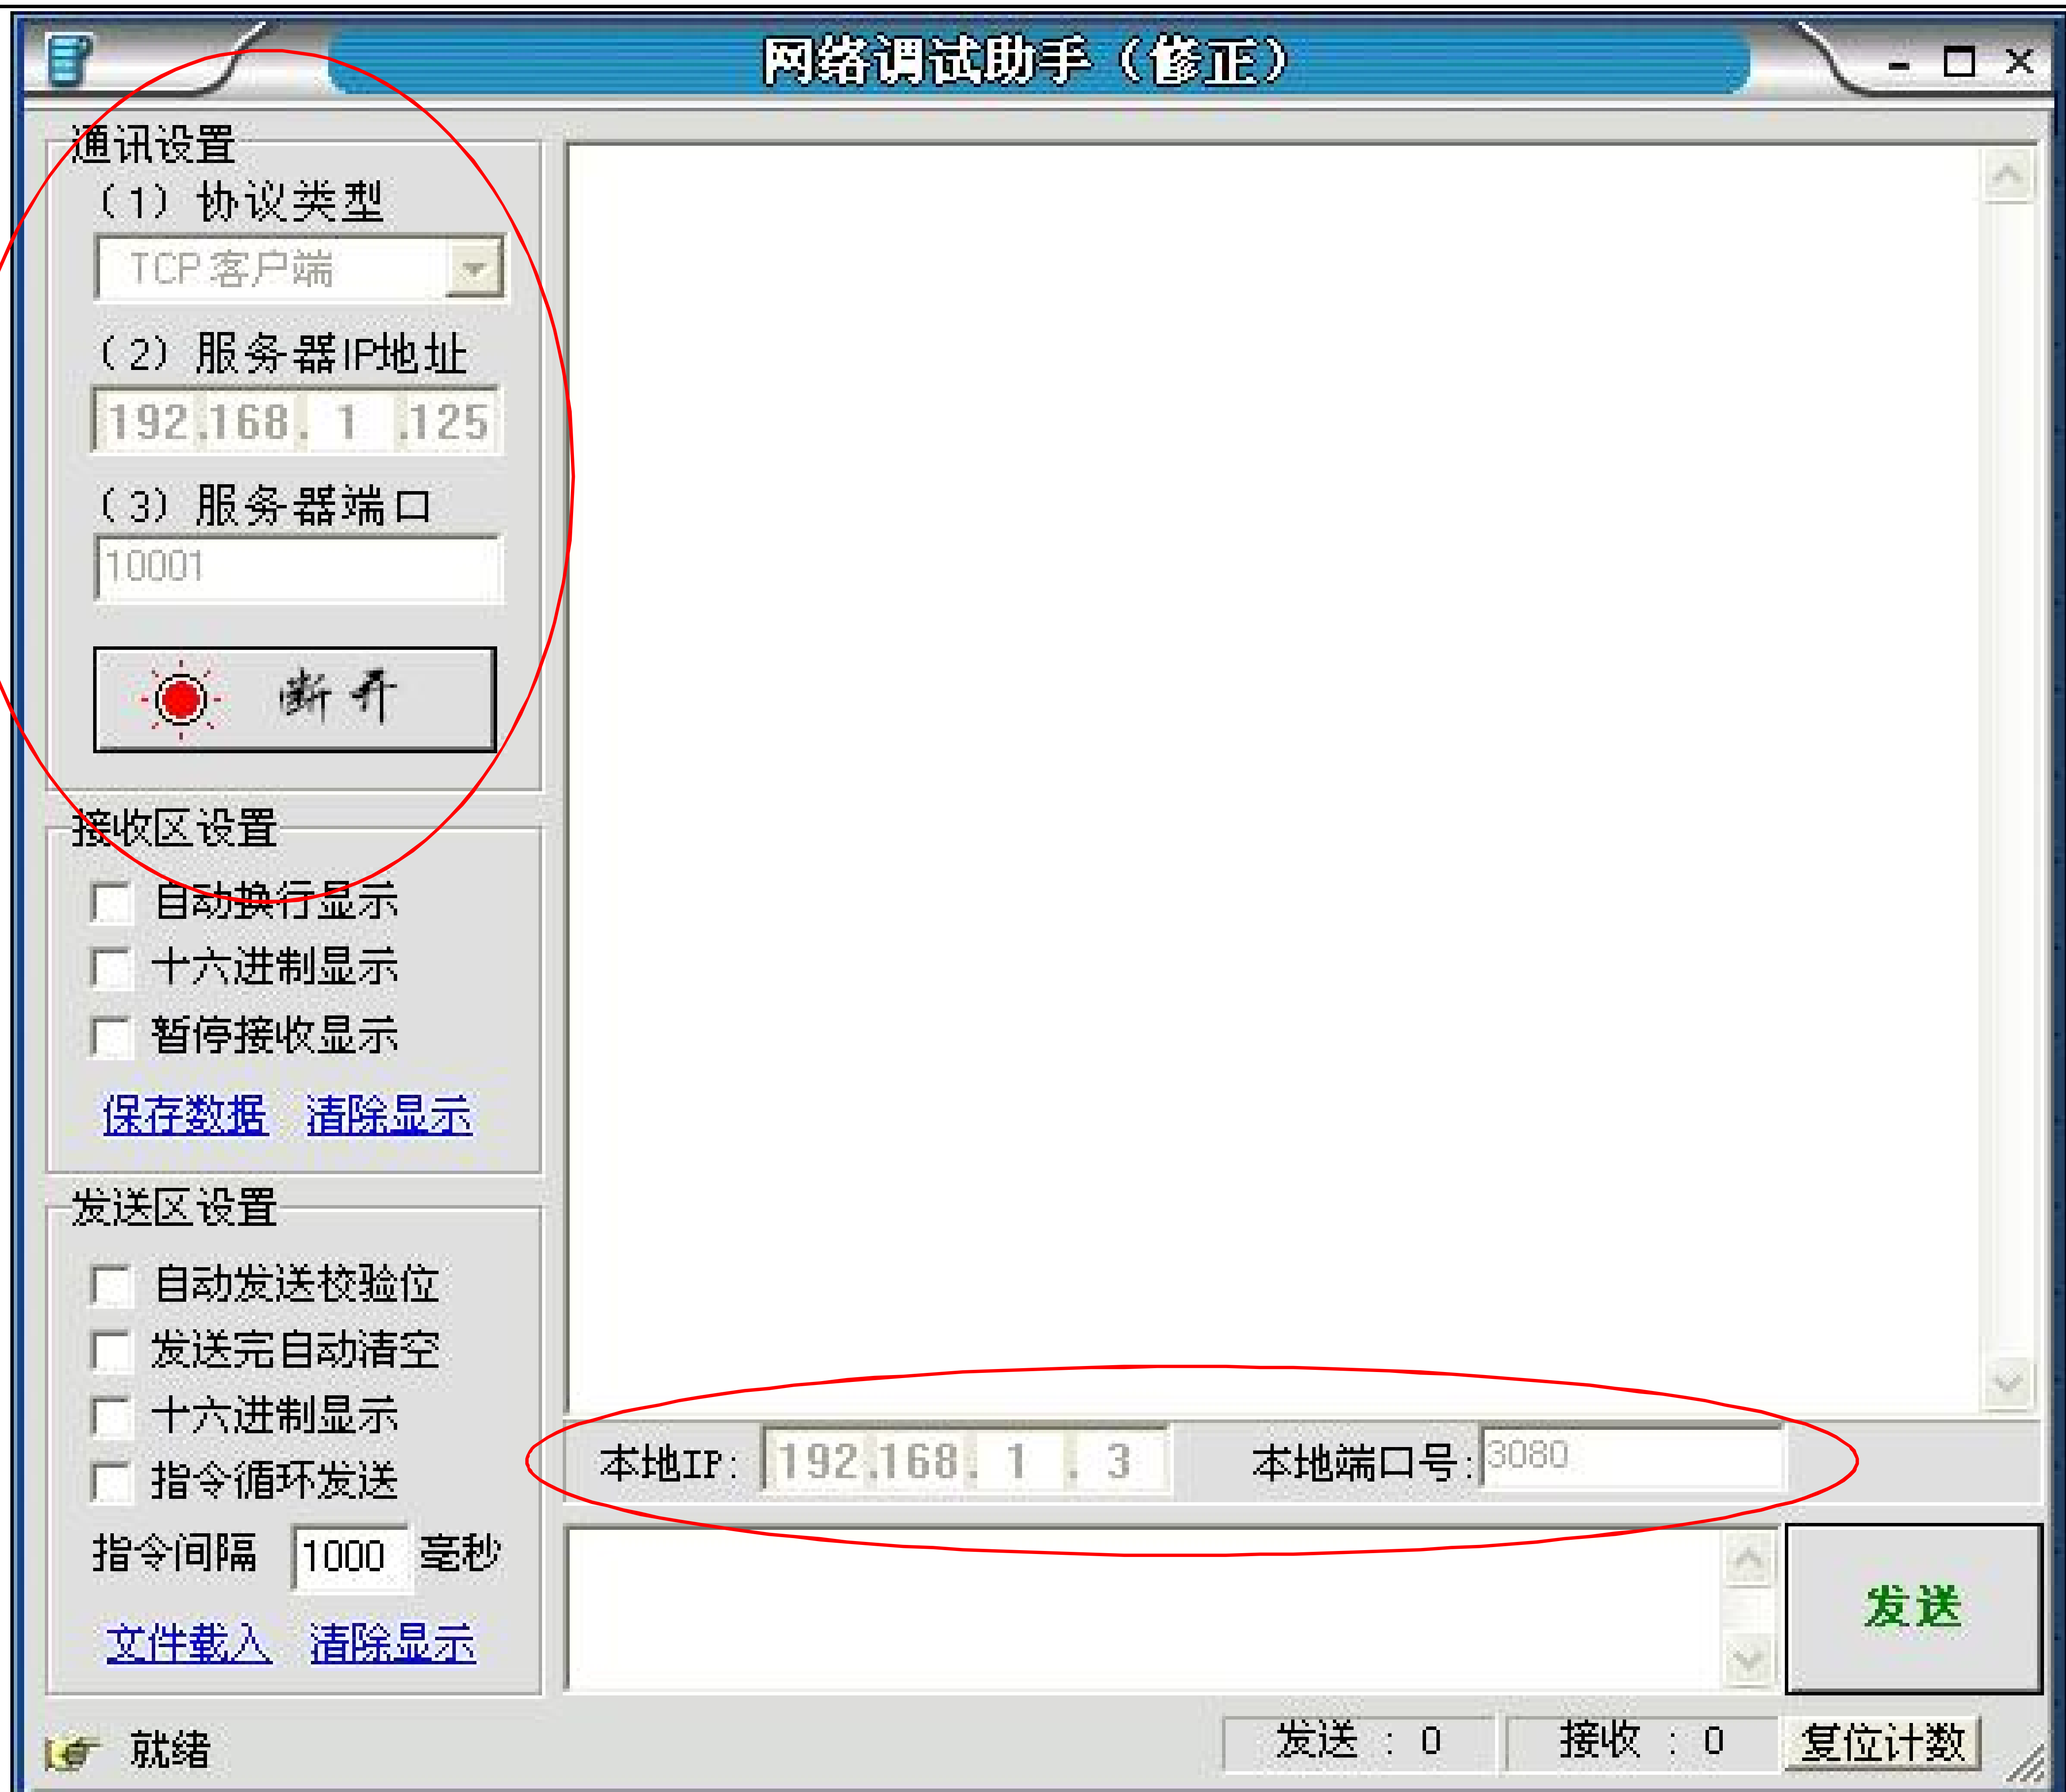 网络调试助手（修正）
通讯设置
（1）协议类型
TCP 客户端
（2）服务器IP地址
192.168.1.125
（3）服务器端口
10001
断开
接收区设置
自动换行显示
十六进制显示
暂停接收显示
保存数据 清除显示
发送区设置
自动发送校验位
发送完自动清空
十六进制显示
指令循环发送
指令间隔 1000 毫秒
文件载入 清除显示
本地IP: 192.168.1.3 本地端口号: 3080
发送
就绪 发送 : 0 接收 : 0 复位计数